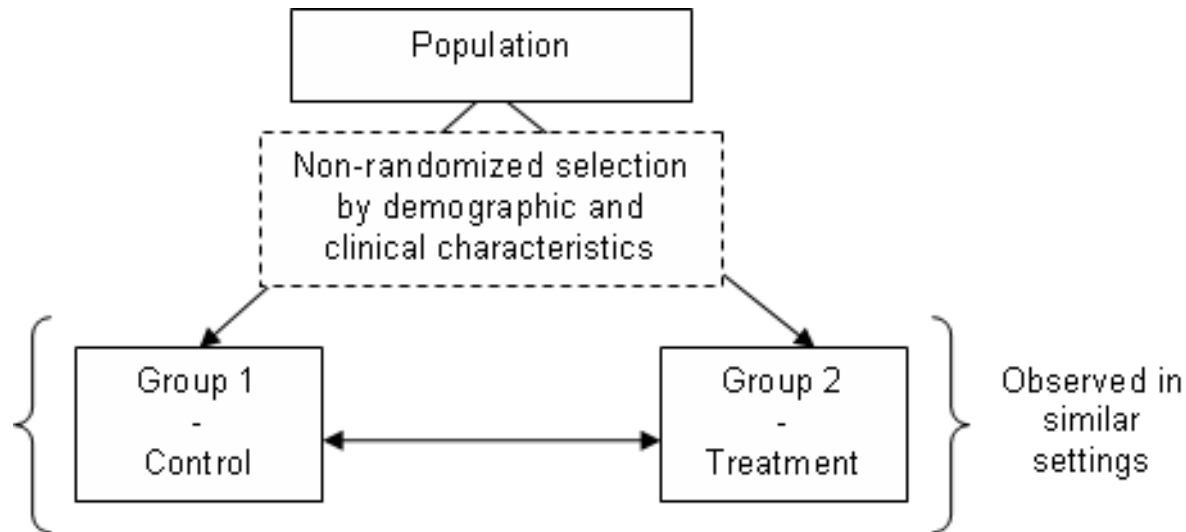 Population
Non-randomized selection
by demographic and
clinical characteristics
Group 1
-
Control
Group 2
-
Treatment
Observed in
similar
settings